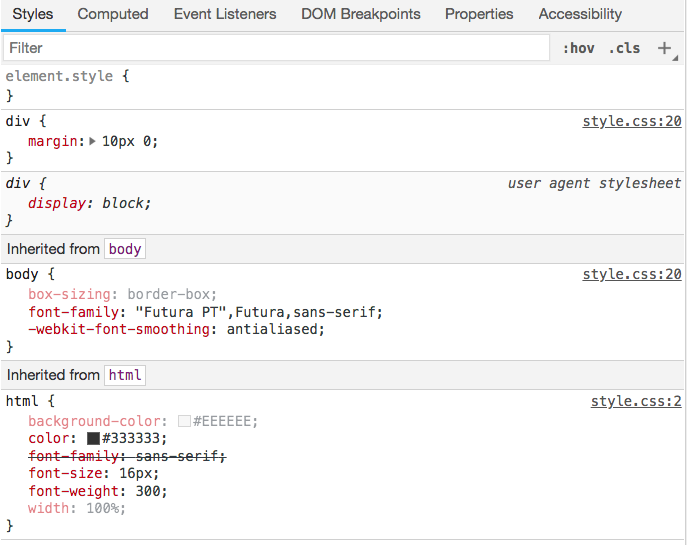 Styles Computed Event Listeners DOM Breakpoints Properties Accessibility
Filter :hov .cls +
element.style {
}
div { style.css:20
margin: 10px 0;
}
div { user agent stylesheet
display: block;
}
Inherited from body
body { style.css:20
box-sizing: border-box;
font-family: "Futura PT",Futura,sans-serif;
-webkit-font-smoothing: antialiased;
}
Inherited from html
html { style.css:2
background-color: #EEEEEE;
color: #333333;
font-family: sans-serif;
font-size: 16px;
font-weight: 300;
width: 100%;
}